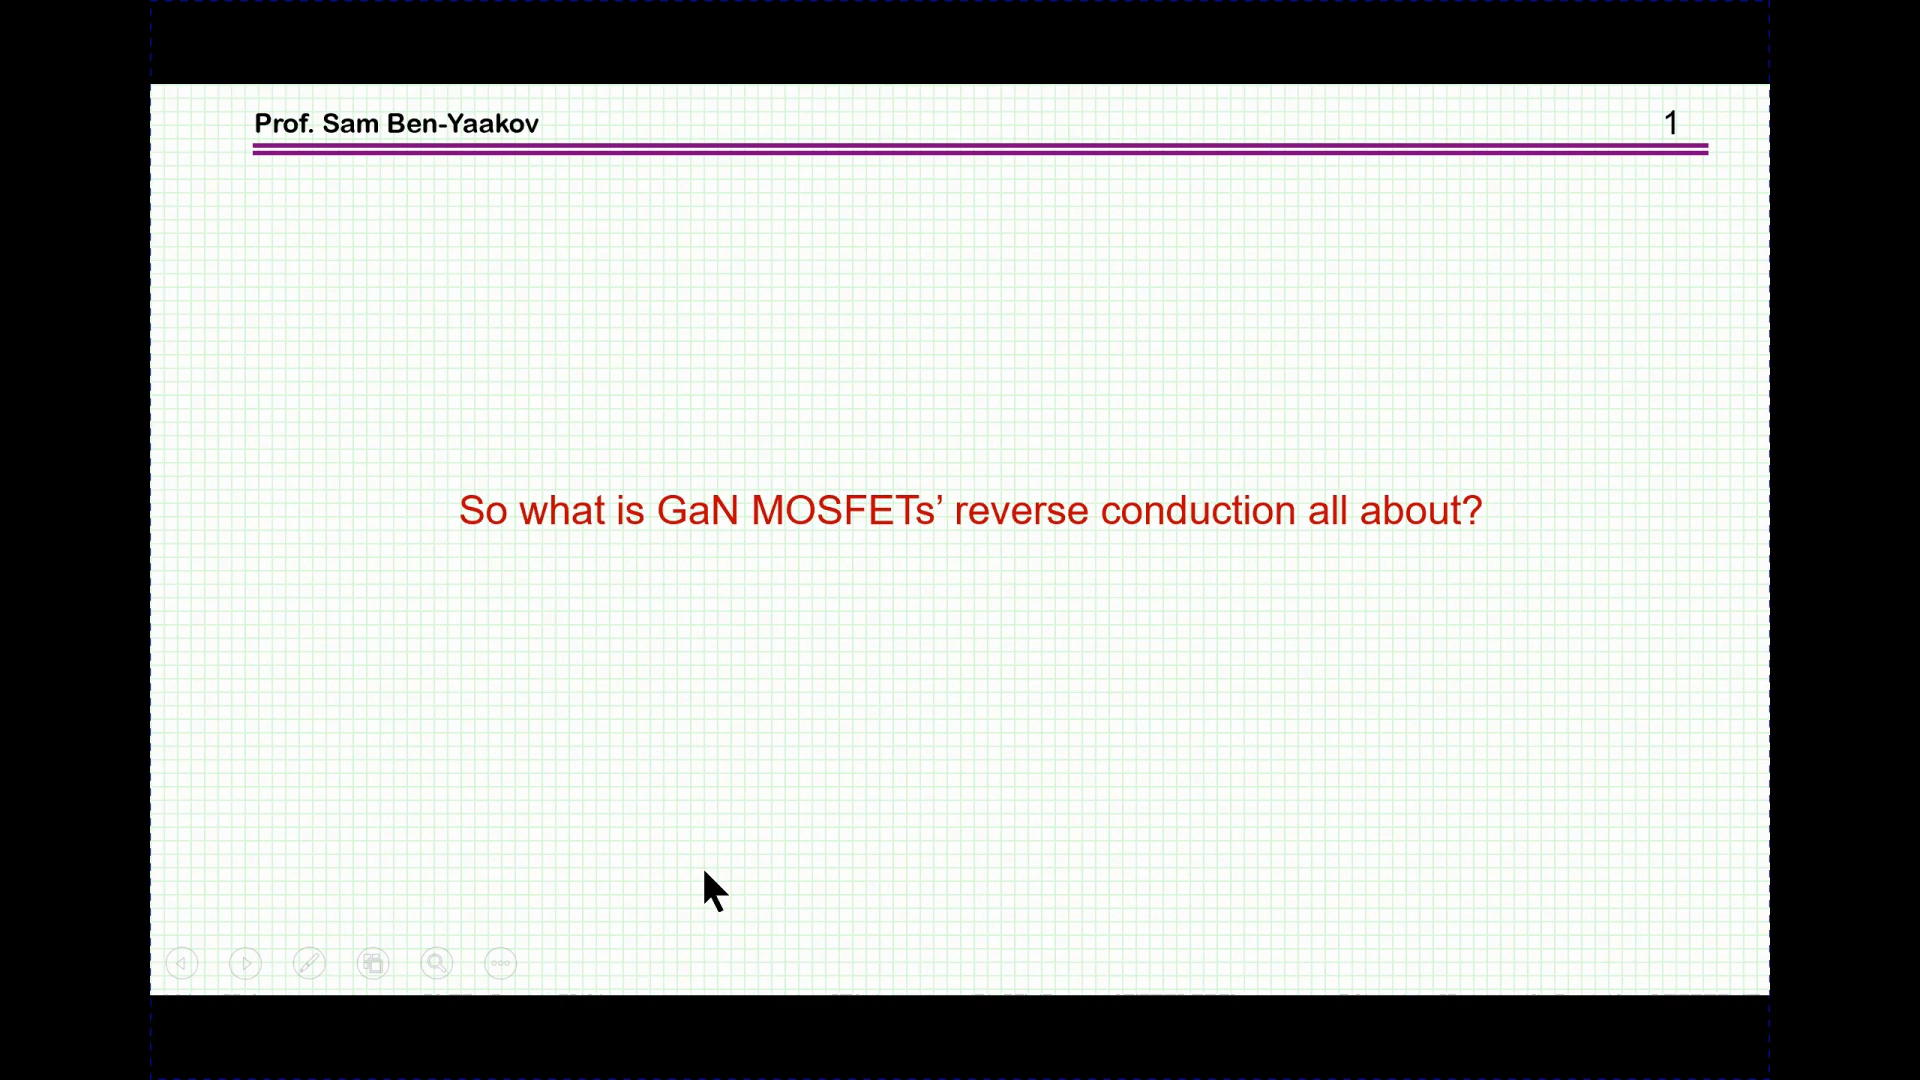 Prof. Sam Ben-Yaakov
1
So what is GaN MOSFETs’ reverse conduction all about?